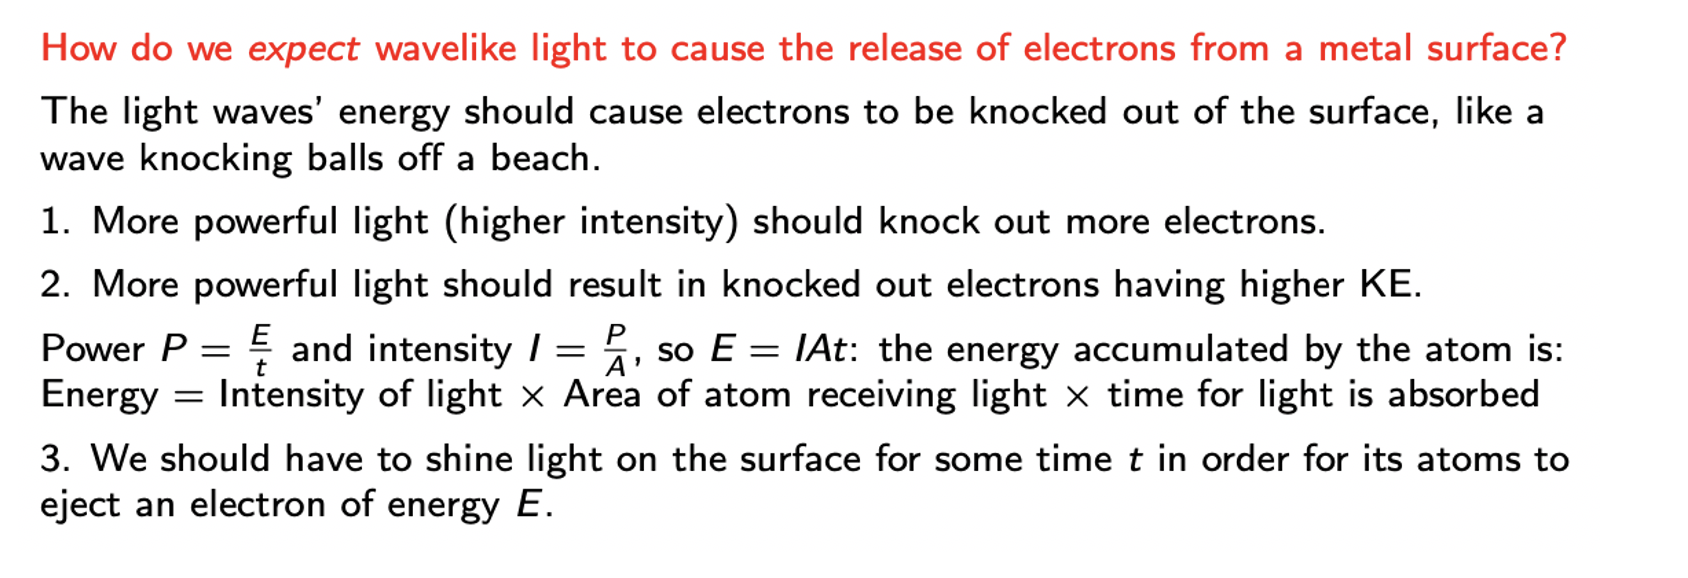 How do we expect wavelike light to cause the release of electrons from a metal surface?
The light waves' energy should cause electrons to be knocked out of the surface, like a
wave knocking balls off a beach.
1. More powerful light (higher intensity) should knock out more electrons.
2. More powerful light should result in knocked out electrons having higher KE.
Power P = E/t and intensity I = P/A, so E = IAt: the energy accumulated by the atom is:
Energy = Intensity of light × Area of atom receiving light × time for light is absorbed
3. We should have to shine light on the surface for some time t in order for its atoms to
eject an electron of energy E.